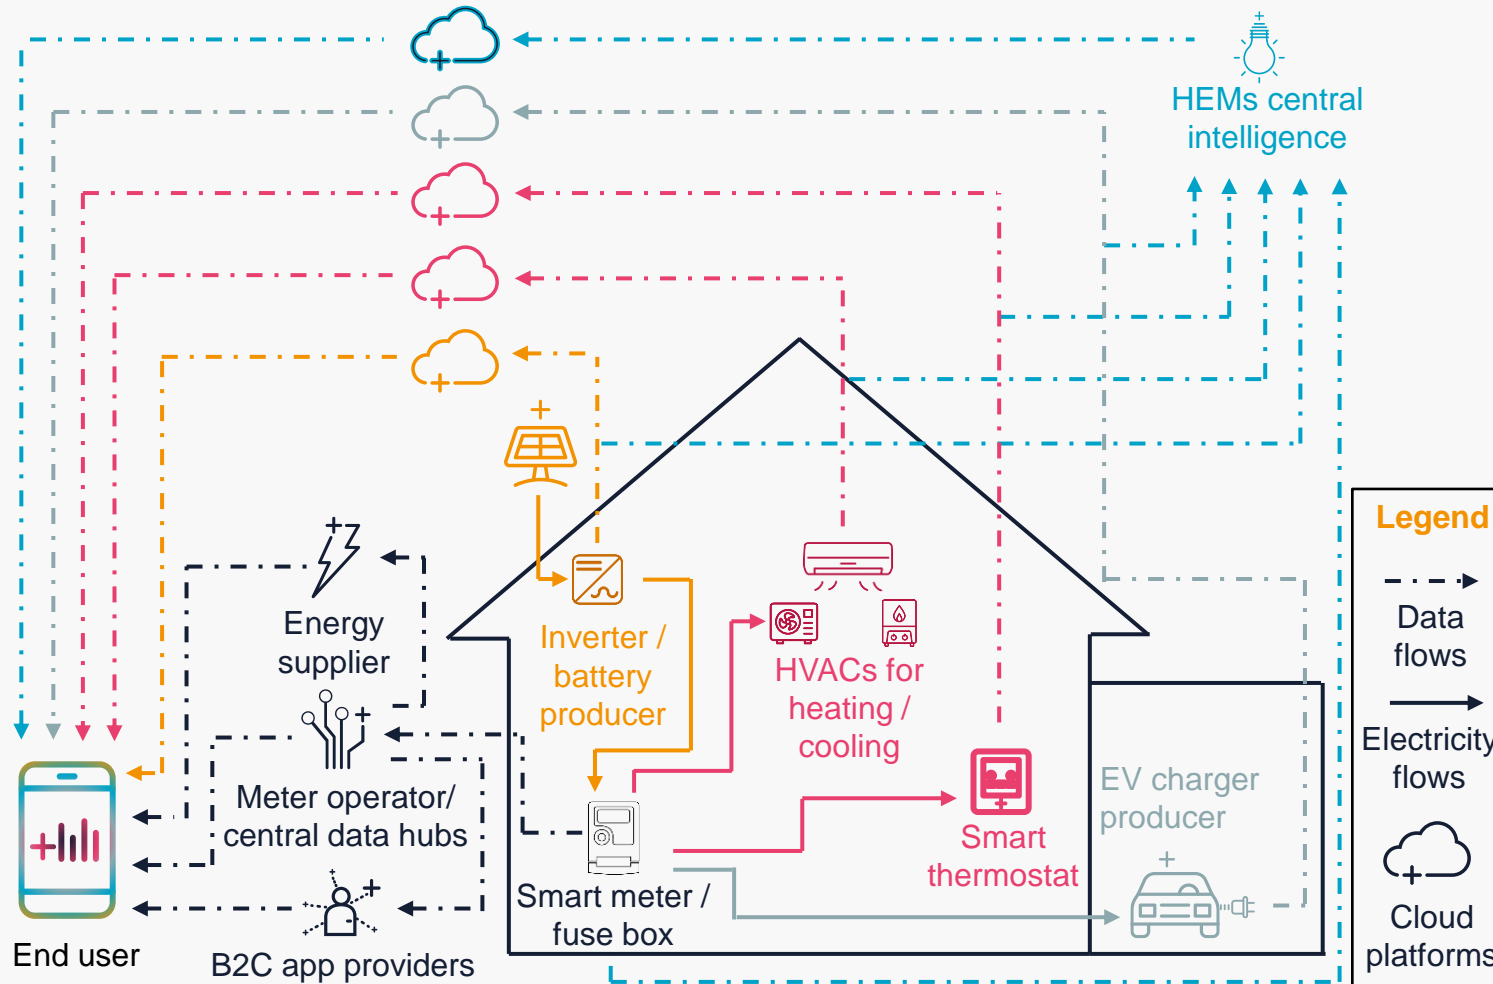 HEMs central
intelligence
Energy
supplier
Inverter /
battery
producer
HVACs for
heating /
cooling
Meter operator/
central data hubs
Smart meter /
fuse box
Smart
thermostat
EV charger
producer
End user
B2C app providers
Legend
Data
flows
Electricity
flows
Cloud
platforms